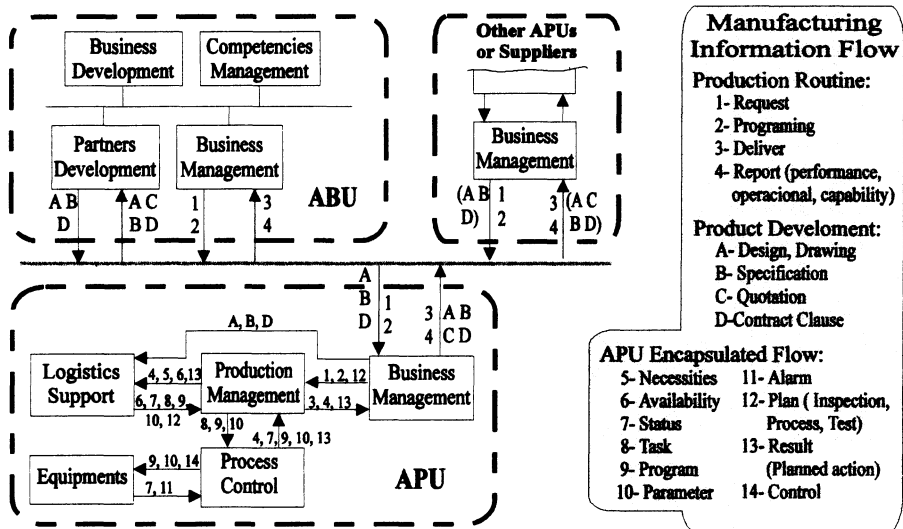 Business
Development
Competencies
Management
Partners
Development
Business
Management
A B
D
A C
B D
1
2
3
4
ABU
Other APUs
or Suppliers
Business
Management
(A B
D)
1
2
3
4
(A C
B D)
A
B
D
1
2
3
4
A B
C D
A, B, D
Logistics
Support
4, 5, 6,13
6, 7, 8, 9
10, 12
Production
Management
1, 2, 12
3, 4, 13
Business
Management
8, 9, 10
4, 7, 9, 10, 13
Equipments
9, 10, 14
7, 11
Process
Control
APU
Manufacturing
Information Flow
Production Routine:
1- Request
2- Programing
3- Deliver
4- Report (performance,
operacional, capability)
Product Develoment:
A- Design, Drawing
B- Specification
C- Quotation
D-Contract Clause
APU Encapsulated Flow:
5- Necessities
6- Availability
7- Status
8- Task
9- Program
10- Parameter
11- Alarm
12- Plan ( Inspection,
Process, Test)
13- Result
(Planned action)
14- Control